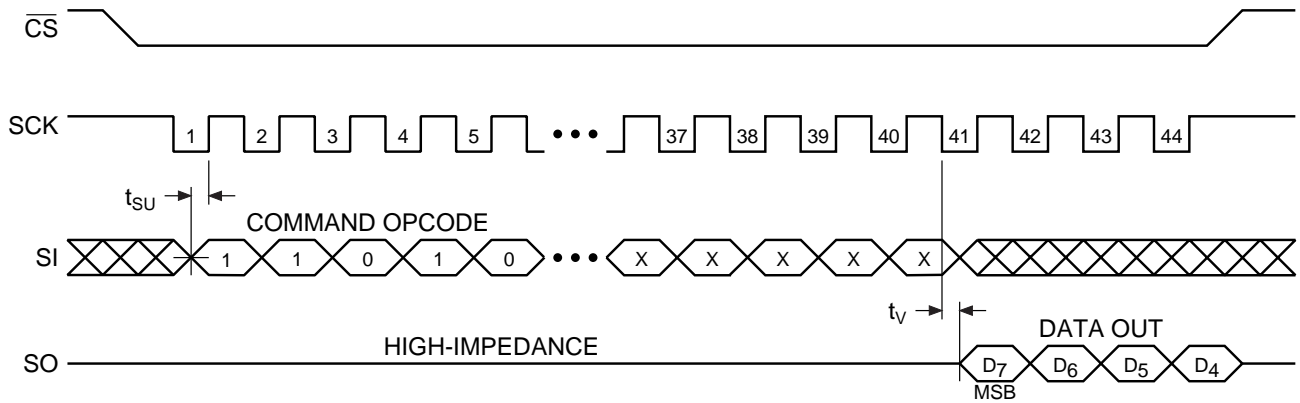 CS
SCK 1 2 3 4 5 ••• 37 38 39 40 41 42 43 44
tSU
COMMAND OPCODE
SI 1 1 0 1 0 ••• X X X X X
tV
DATA OUT
HIGH-IMPEDANCE
SO D7 D6 D5 D4
MSB